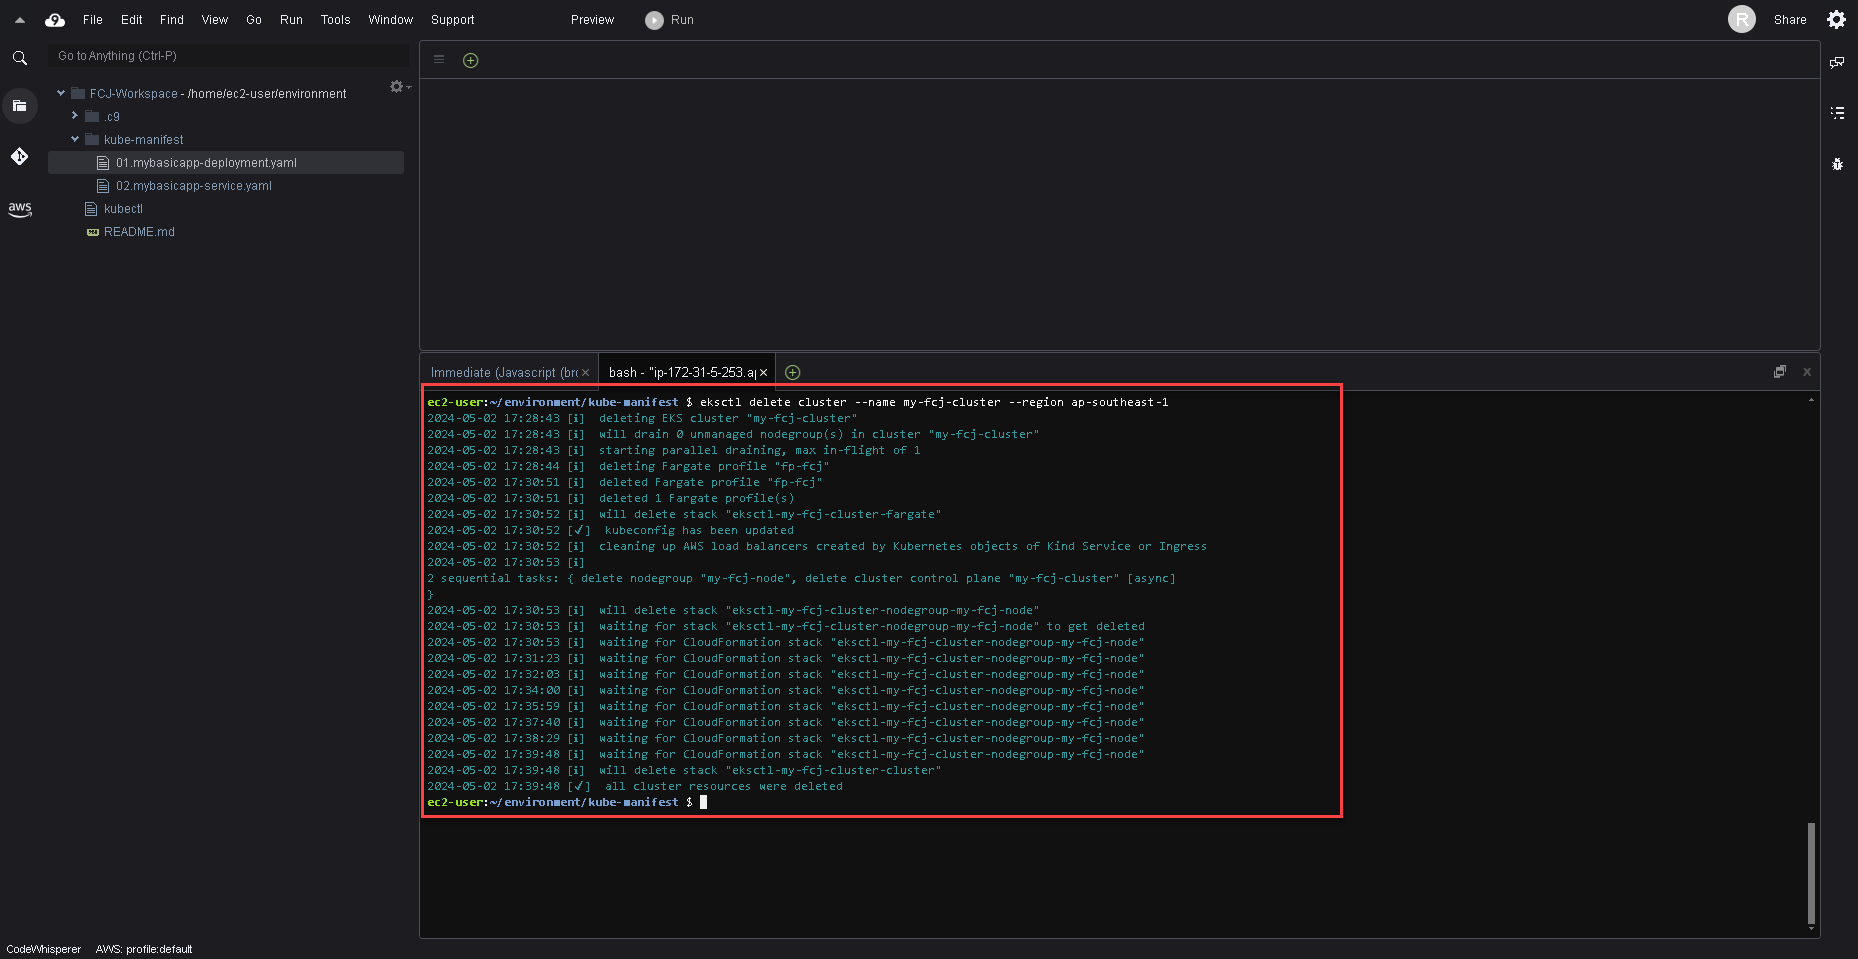 File Edit Find View Go Run Tools Window Support Preview Run R Share
Go to Anything (Ctrl-P)
FCJ-Workspace - /home/ec2-user/environment
.c9
kube-manifest
01.mybasicapp-deployment.yaml
02.mybasicapp-service.yaml
kubectl
README.md
aws
Immediate (Javascript (bro bash - "ip-172-31-5-253.ap
ec2-user:~/environment/kube-manifest $ eksctl delete cluster --name my-fcj-cluster --region ap-southeast-1
2024-05-02 17:28:43 [ℹ]  deleting EKS cluster "my-fcj-cluster"
2024-05-02 17:28:43 [ℹ]  will drain 0 unmanaged nodegroup(s) in cluster "my-fcj-cluster"
2024-05-02 17:28:43 [ℹ]  starting parallel draining, max in-flight of 1
2024-05-02 17:28:44 [ℹ]  deleting Fargate profile "fp-fcj"
2024-05-02 17:30:51 [ℹ]  deleted Fargate profile "fp-fcj"
2024-05-02 17:30:51 [ℹ]  deleted 1 Fargate profile(s)
2024-05-02 17:30:52 [ℹ]  will delete stack "eksctl-my-fcj-cluster-fargate"
2024-05-02 17:30:52 [✓]  kubeconfig has been updated
2024-05-02 17:30:52 [ℹ]  cleaning up AWS load balancers created by Kubernetes objects of Kind Service or Ingress
2024-05-02 17:30:53 [ℹ]
2 sequential tasks: { delete nodegroup "my-fcj-node", delete cluster control plane "my-fcj-cluster" [async]
}
2024-05-02 17:30:53 [ℹ]  will delete stack "eksctl-my-fcj-cluster-nodegroup-my-fcj-node"
2024-05-02 17:30:53 [ℹ]  waiting for stack "eksctl-my-fcj-cluster-nodegroup-my-fcj-node" to get deleted
2024-05-02 17:30:53 [ℹ]  waiting for CloudFormation stack "eksctl-my-fcj-cluster-nodegroup-my-fcj-node"
2024-05-02 17:31:23 [ℹ]  waiting for CloudFormation stack "eksctl-my-fcj-cluster-nodegroup-my-fcj-node"
2024-05-02 17:32:03 [ℹ]  waiting for CloudFormation stack "eksctl-my-fcj-cluster-nodegroup-my-fcj-node"
2024-05-02 17:34:00 [ℹ]  waiting for CloudFormation stack "eksctl-my-fcj-cluster-nodegroup-my-fcj-node"
2024-05-02 17:35:59 [ℹ]  waiting for CloudFormation stack "eksctl-my-fcj-cluster-nodegroup-my-fcj-node"
2024-05-02 17:37:40 [ℹ]  waiting for CloudFormation stack "eksctl-my-fcj-cluster-nodegroup-my-fcj-node"
2024-05-02 17:38:29 [ℹ]  waiting for CloudFormation stack "eksctl-my-fcj-cluster-nodegroup-my-fcj-node"
2024-05-02 17:39:48 [ℹ]  waiting for CloudFormation stack "eksctl-my-fcj-cluster-nodegroup-my-fcj-node"
2024-05-02 17:39:48 [ℹ]  will delete stack "eksctl-my-fcj-cluster-cluster"
2024-05-02 17:39:48 [✓]  all cluster resources were deleted
ec2-user:~/environment/kube-manifest $
CodeWhisperer AWS: profile:default